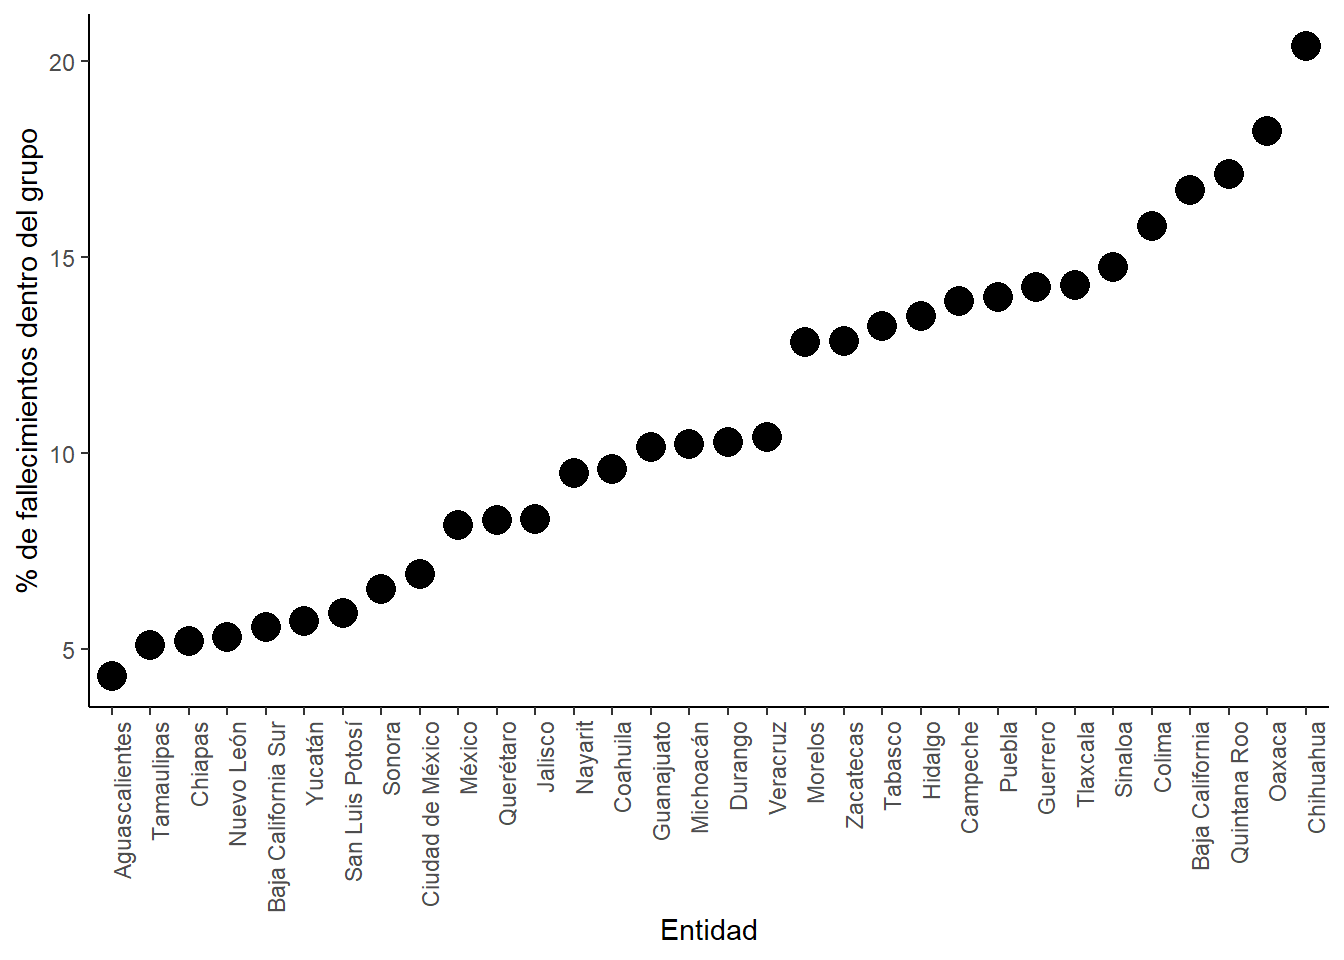 % de fallecimientos dentro del grupo
20
15
10
5
Aguascalientes
Tamaulipas
Chiapas
Nuevo León
Baja California Sur
Yucatán
San Luis Potosí
Sonora
Ciudad de México
México
Querétaro
Jalisco
Nayarit
Coahuila
Guanajuato
Michoacán
Durango
Veracruz
Morelos
Zacatecas
Tabasco
Hidalgo
Campeche
Puebla
Guerrero
Tlaxcala
Sinaloa
Colima
Baja California
Quintana Roo
Oaxaca
Chihuahua
Entidad